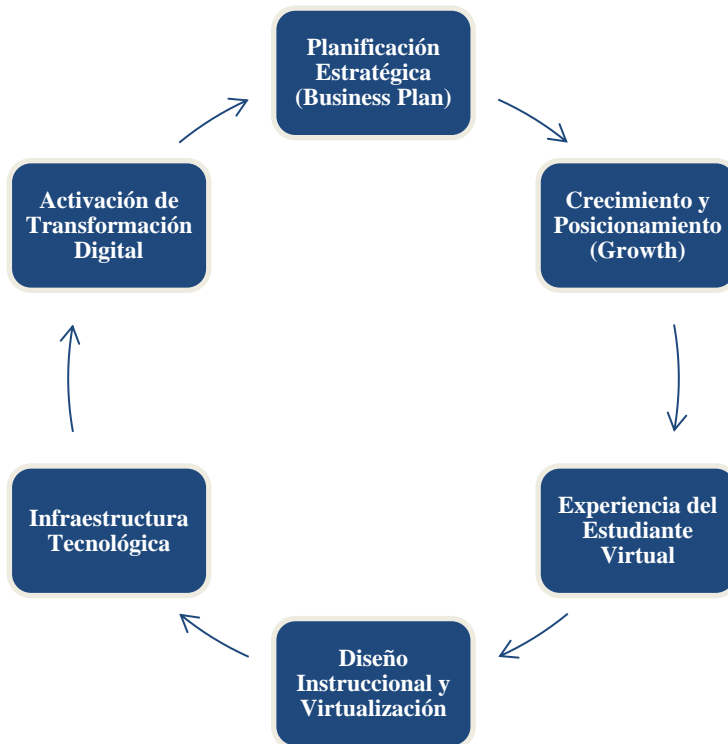 Planificación
Estratégica
(Business Plan)
Crecimiento y
Posicionamiento
(Growth)
Experiencia del
Estudiante
Virtual
Diseño
Instruccional y
Virtualización
Infraestructura
Tecnológica
Activación de
Transformación
Digital